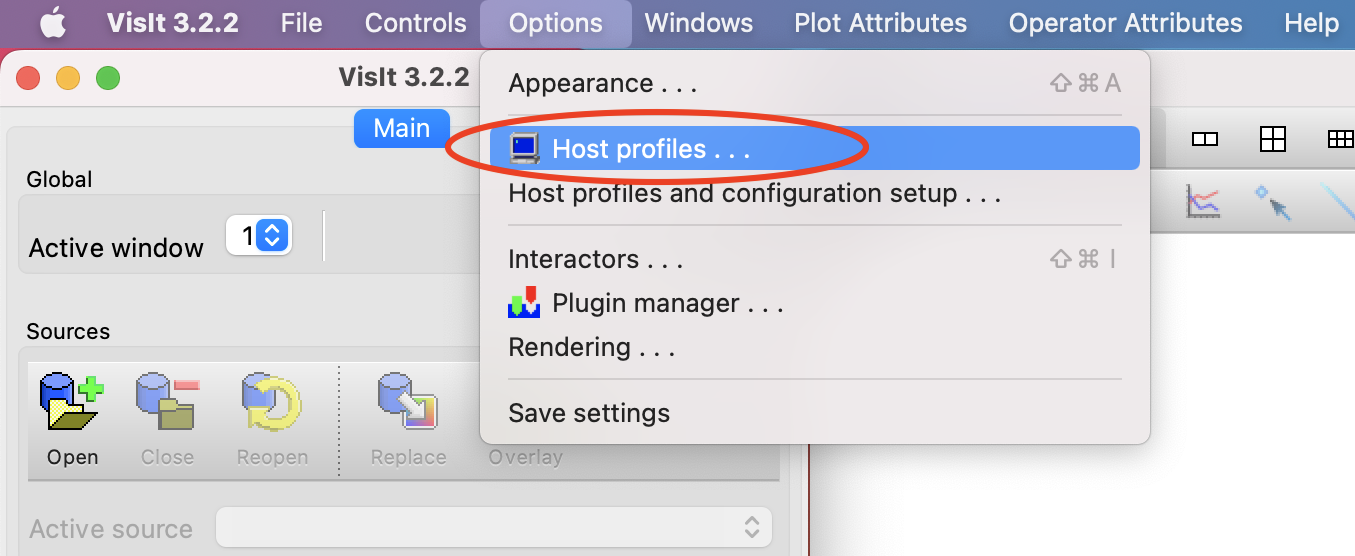 VisIt 3.2.2 File Controls Options Windows Plot Attributes Operator Attributes Help
VisIt 3.2.2
Appearance . . . ⇧⌘A
Main
Host profiles . . .
Global
Host profiles and configuration setup . . .
Active window 1
Interactors . . . ⇧⌘I
Plugin manager . . .
Sources
Rendering . . .
Save settings
Open Close Reopen Replace Overlay
Active source